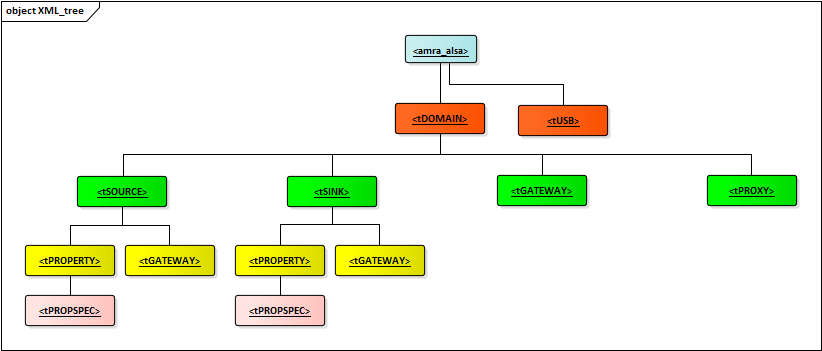 object XML_tree
<amra_alsa>
<tDOMAIN>
<tUSB>
<tSOURCE>
<tSINK>
<tGATEWAY>
<tPROXY>
<tPROPERTY>
<tGATEWAY>
<tPROPERTY>
<tGATEWAY>
<tPROPSPEC>
<tPROPSPEC>